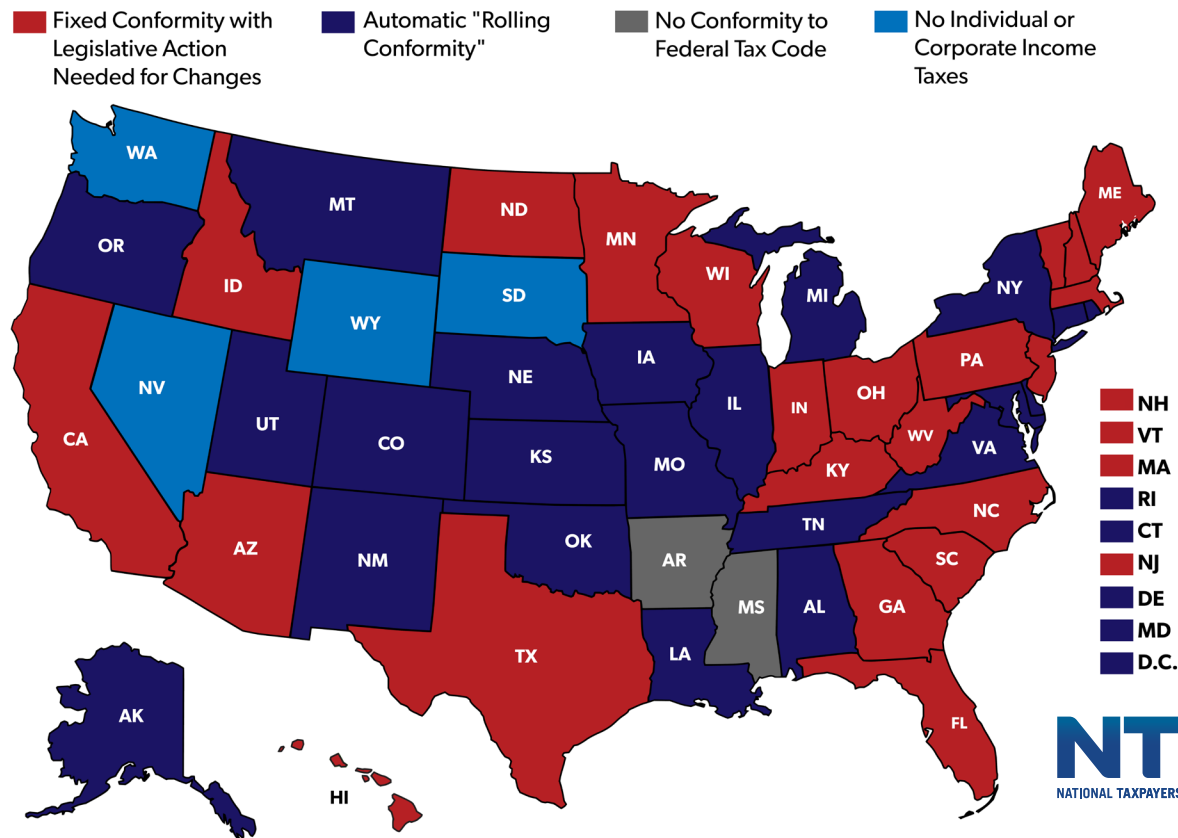 Fixed Conformity with
Legislative Action
Needed for Changes
Automatic "Rolling
Conformity"
No Conformity to
Federal Tax Code
No Individual or
Corporate Income
Taxes
WA
MT
ND
MN
ME
OR
ID
WI
SD
MI
NY
WY
IA
PA
NE
NV
IL
IN
OH
UT
CO
CA
KS
MO
WV
VA
KY
NC
TN
AZ
NM
OK
AR
SC
MS
AL
GA
TX
LA
FL
AK
HI
NH
VT
MA
RI
CT
NJ
DE
MD
D.C.
NT
NATIONAL TAXPAYERS